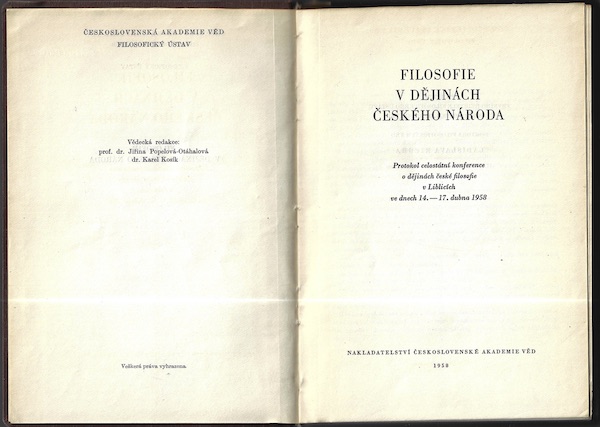 ČESKOSLOVENSKÁ AKADEMIE VĚD
FILOSOFICKÝ ÚSTAV
Vědecká redakce:
prof. dr. Jiřina Popelová-Otáhalová
dr. Karel Kosík
Veškerá práva vyhrazena.
FILOSOFIE
V DĚJINÁCH
ČESKÉHO NÁRODA
Protokol celostátní konference
o dějinách české filosofie
v Liblicích
ve dnech 14.—17. dubna 1958
NAKLADATELSTVÍ ČESKOSLOVENSKÉ AKADEMIE VĚD
1958